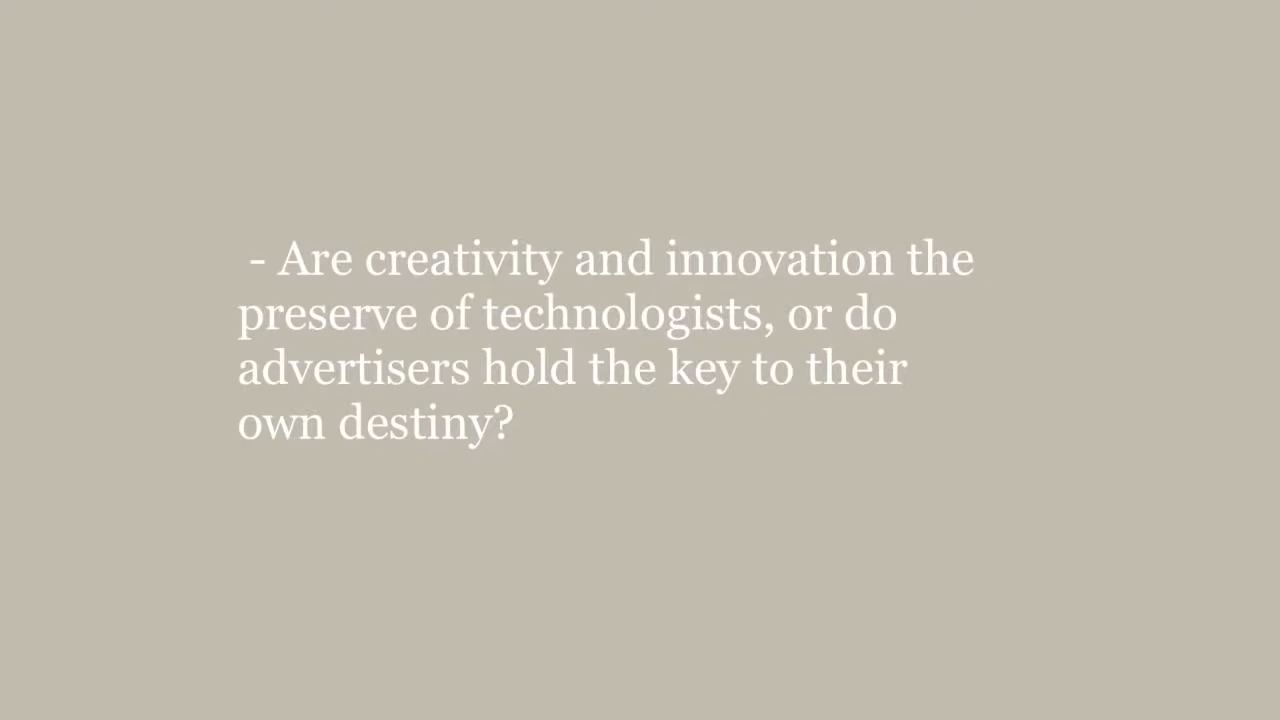 - Are creativity and innovation the
preserve of technologists, or do
advertisers hold the key to their
own destiny?